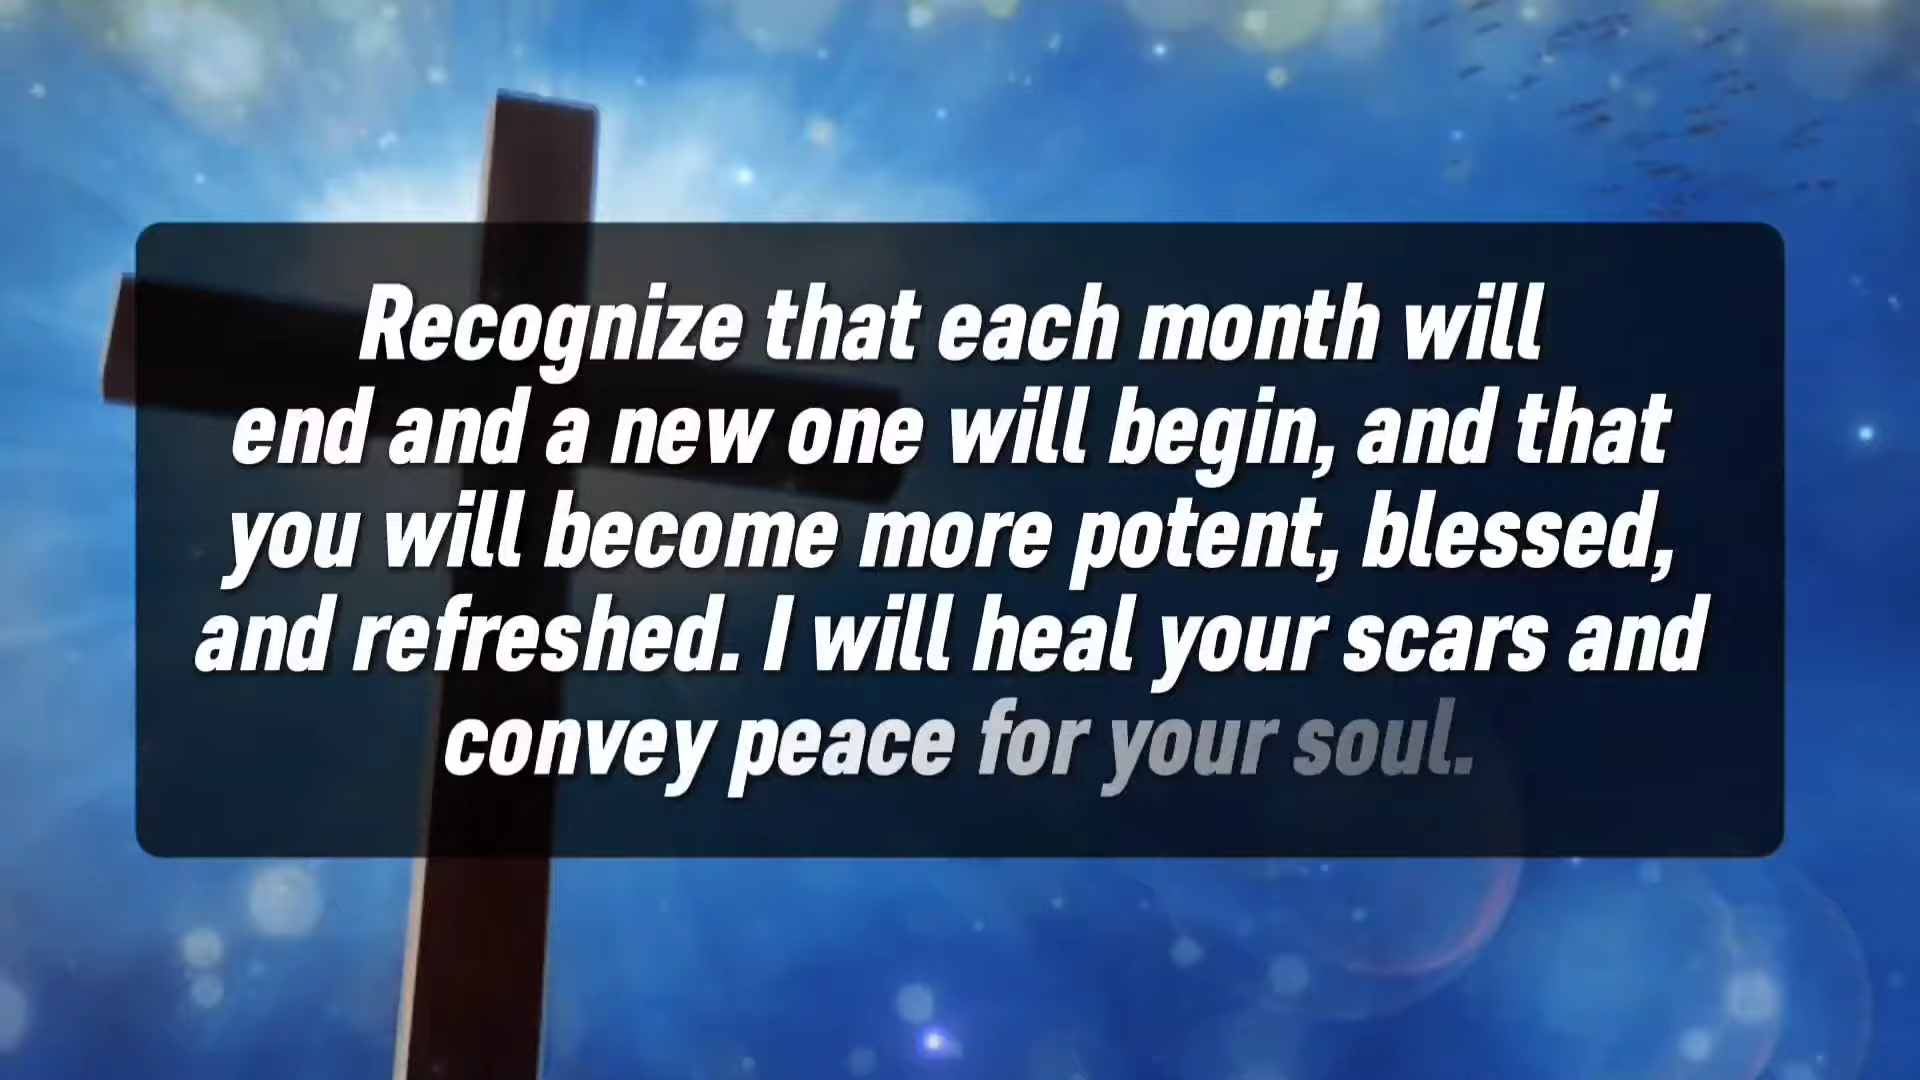 Recognize that each month will
end and a new one will begin, and that
you will become more potent, blessed,
and refreshed. I will heal your scars and
convey peace for your soul.